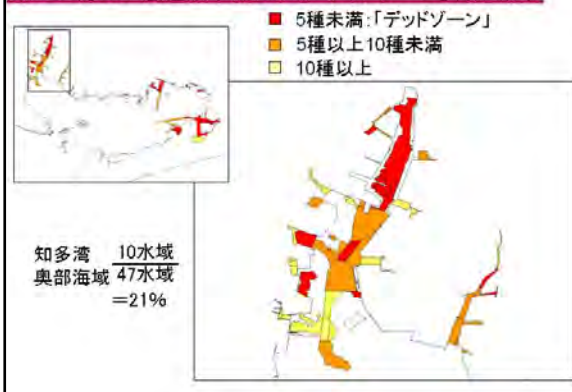 5種未満:「デッドゾーン」
5種以上10種未満
10種以上
知多湾 10水域
奥部海域 47水域
=21%